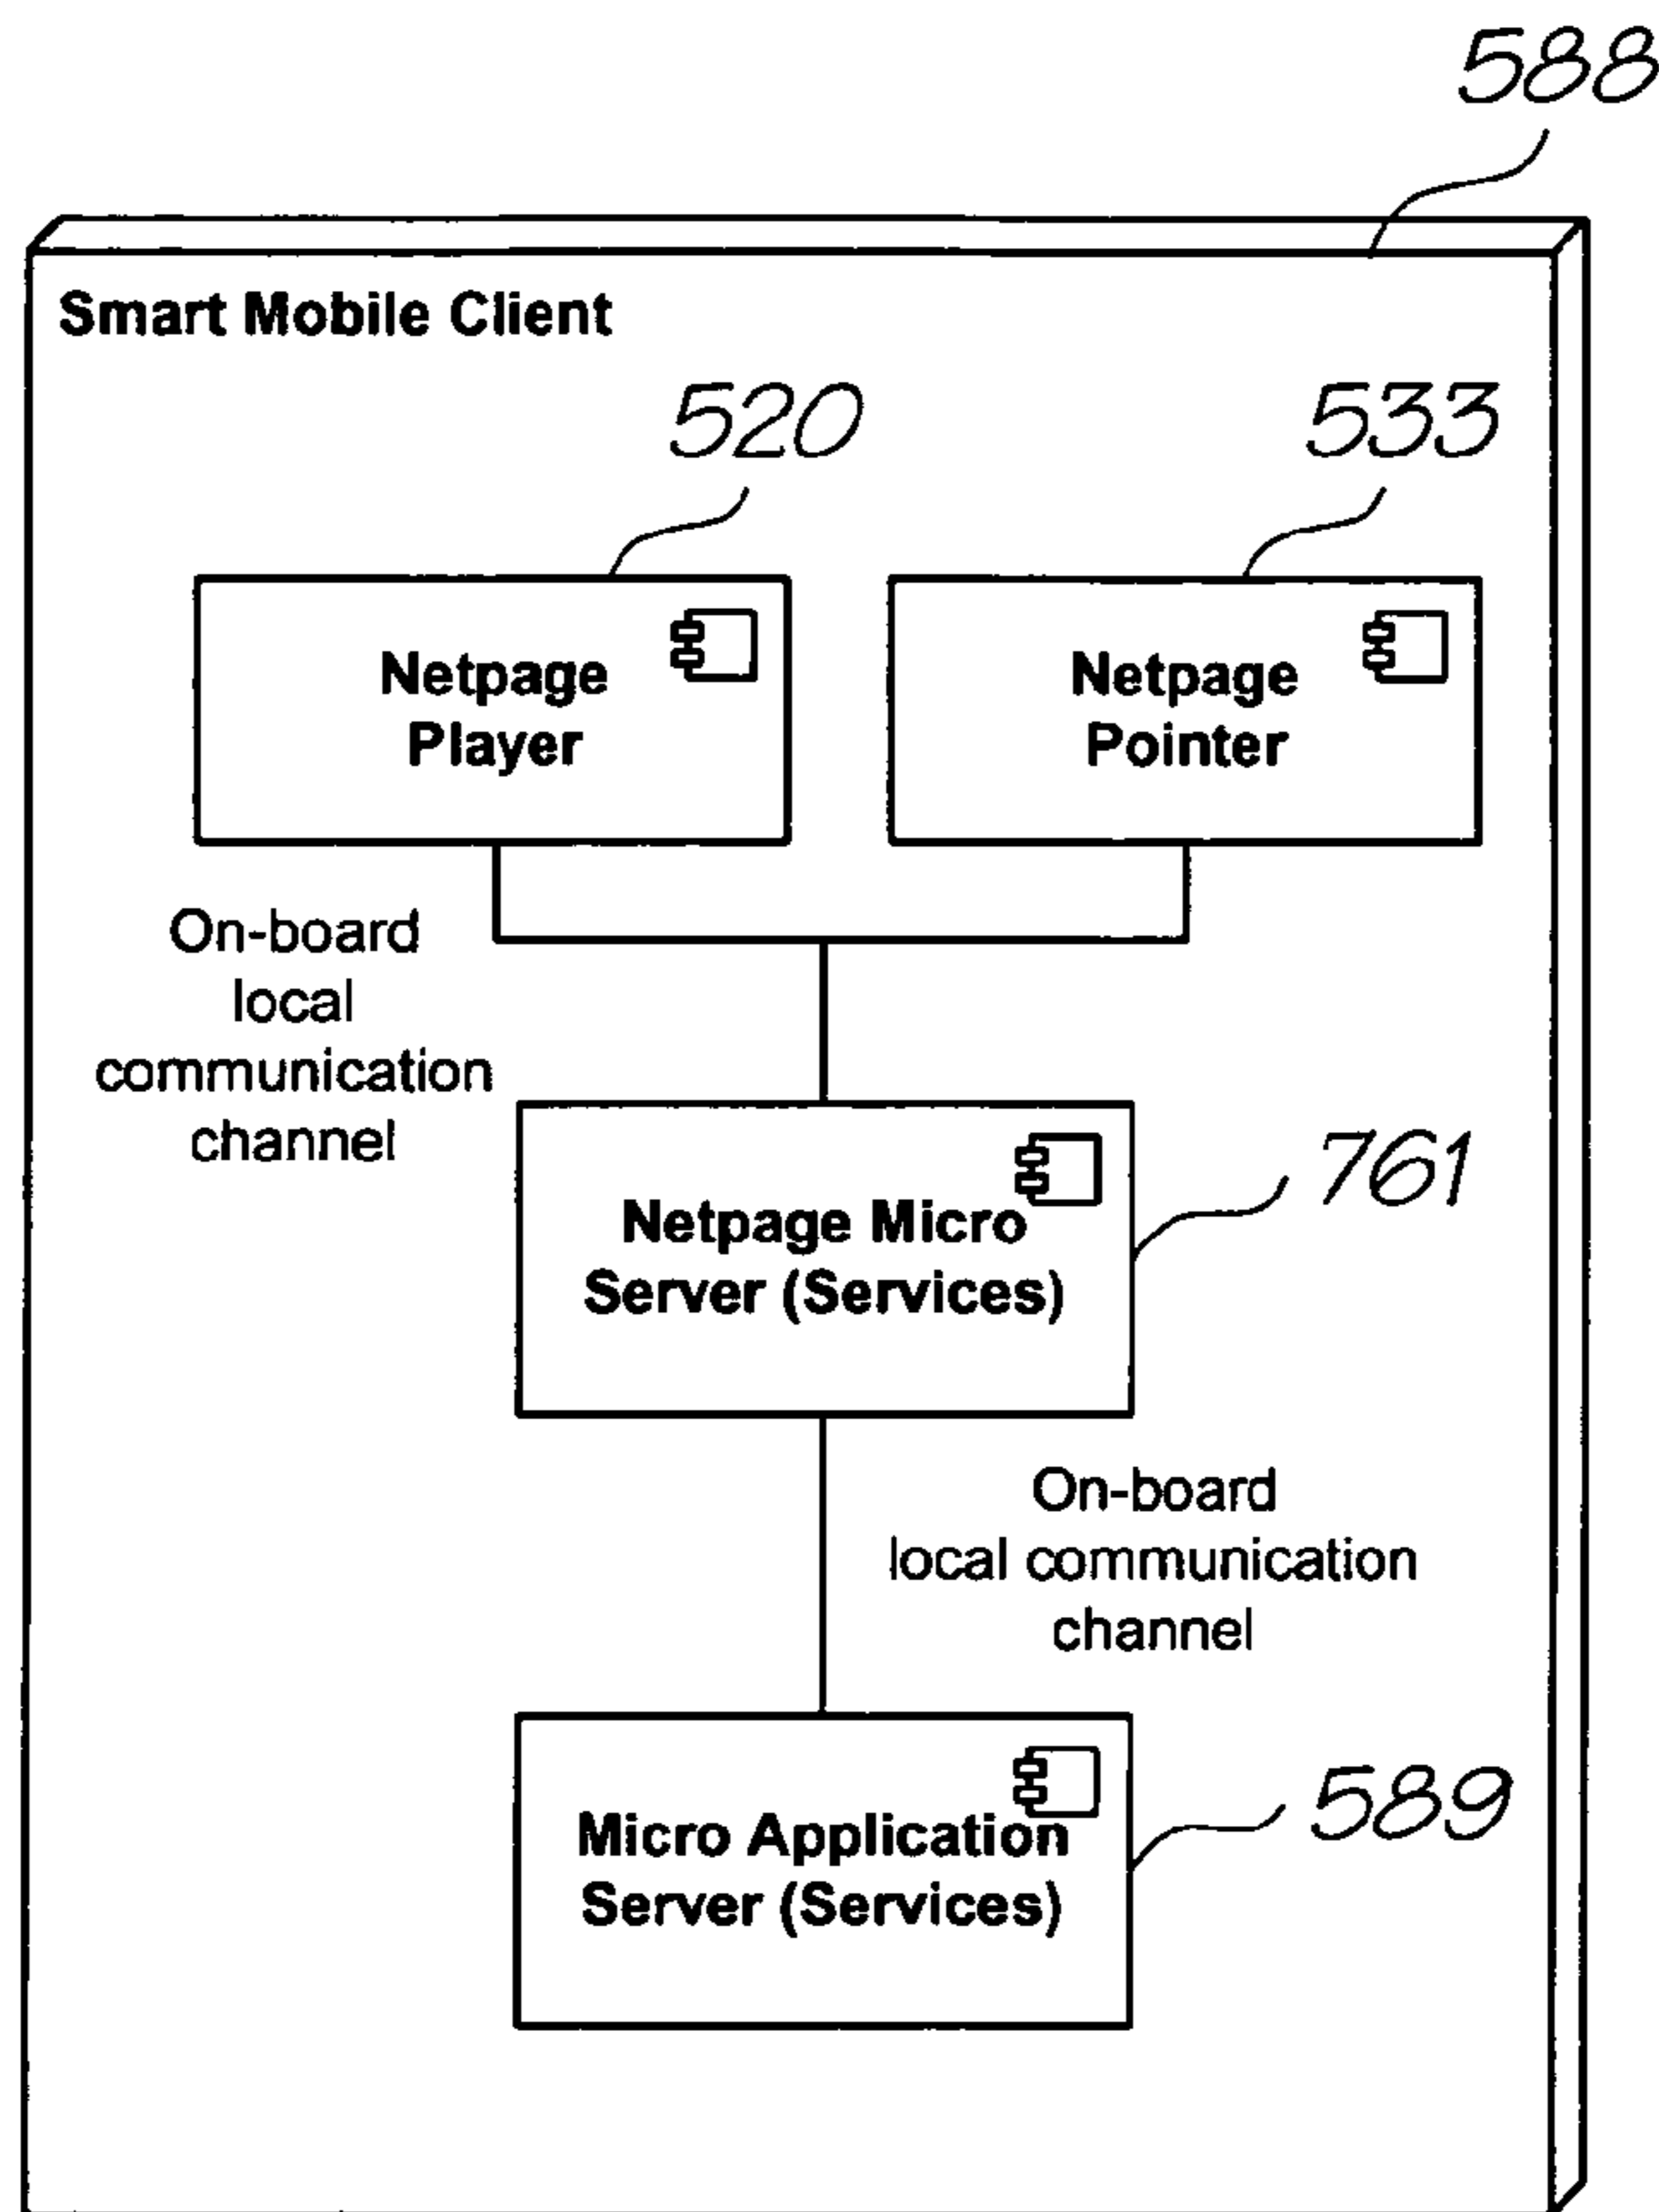 588
Smart Mobile Client
520
533
Netpage
Player
Netpage
Pointer
On-board
local
communication
channel
Netpage Micro
Server (Services)
761
On-board
local communication
channel
Micro Application
Server (Services)
589